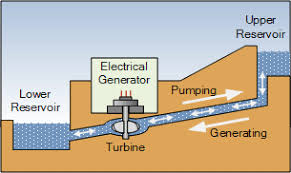 Upper
Reservoir
Electrical
Generator
Lower
Reservoir
Pumping
Generating
Turbine